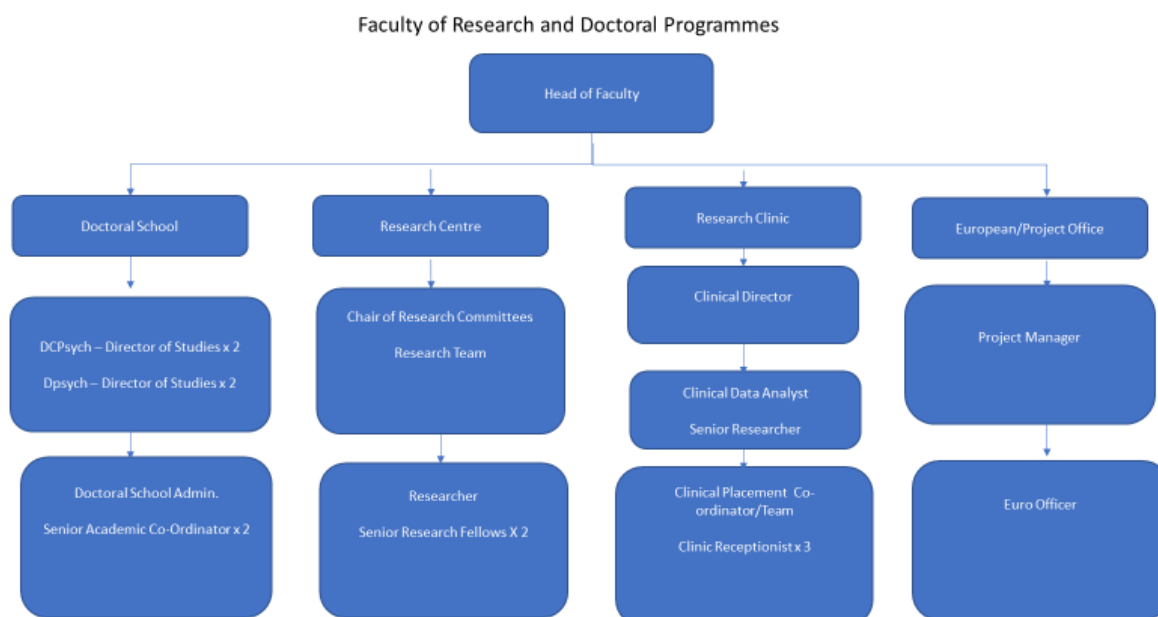 Faculty of Research and Doctoral Programmes
Head of Faculty
Doctoral School
Research Centre
Research Clinic
European/Project Office
DCPsych – Director of Studies x 2
Dpsych – Director of Studies x 2
Chair of Research Committees
Research Team
Clinical Director
Project Manager
Clinical Data Analyst
Senior Researcher
Doctoral School Admin.
Senior Academic Co-Ordinator x 2
Researcher
Senior Research Fellows X 2
Clinical Placement Co-
ordinator/Team
Clinic Receptionist x 3
Euro Officer